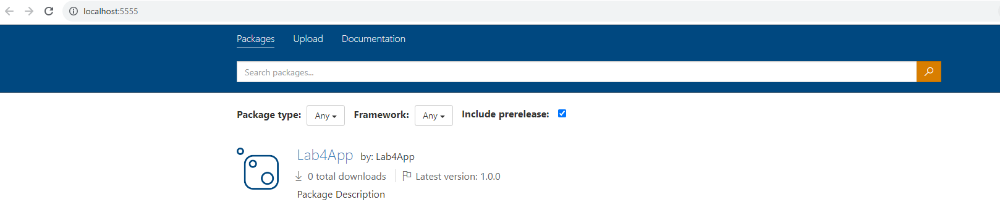 localhost:5555
Packages Upload Documentation
Search packages...
Package type: Any Framework: Any Include prerelease:
Lab4App by: Lab4App
0 total downloads Latest version: 1.0.0
Package Description